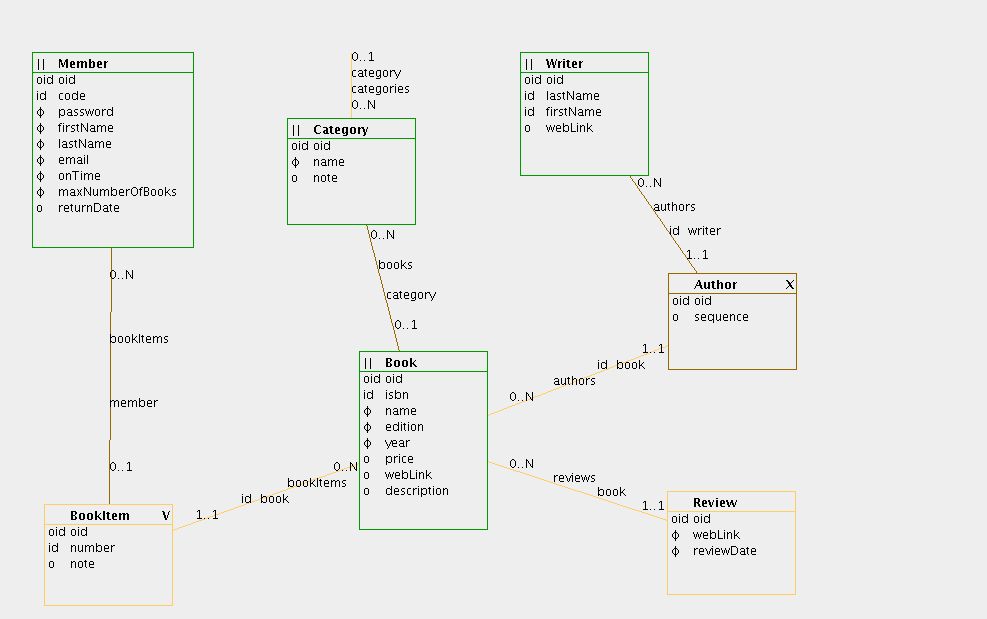 || Member
oid oid
id code
ϕ password
ϕ firstName
ϕ lastName
ϕ email
ϕ onTime
ϕ maxNumberOfBooks
o returnDate
0..1
category
categories
0..N
|| Category
oid oid
ϕ name
o note
|| Writer
oid oid
id lastName
id firstName
o webLink
0..N
authors
id writer
1..1
Author X
oid oid
o sequence
0..N
books
category
0..1
0..N
bookItems
member
0..1
|| Book
oid oid
id isbn
ϕ name
ϕ edition
ϕ year
o price
o webLink
o description
1..1
id book
authors
0..N
0..N
reviews
book
1..1
0..N
bookItems
id book
1..1
BookItem V
oid oid
id number
o note
Review
oid oid
ϕ webLink
ϕ reviewDate